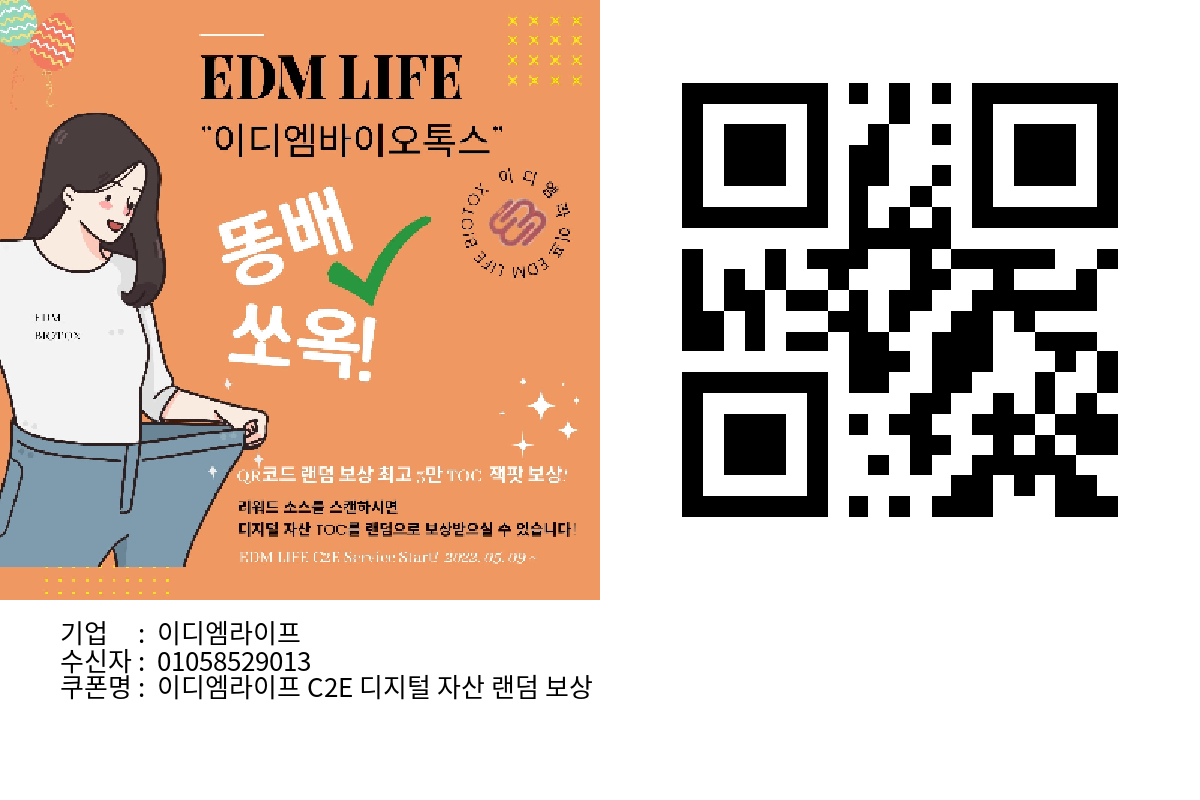 EDM LIFE
"이디엠바이오톡스"
똥배
쏘옥!
이디엠라이프 EDM LIFE BIOTOX
EDM
BIOTOX
QR코드 랜덤 보상 최고 5만 TOC 잭팟 보상!
리워드 소스를 스캔하시면
디지털 자산 TOC를 랜덤으로 보상받으실 수 있습니다!
EDM LIFE C2E Service Start! 2022. 05. 09 ~
기업 : 이디엠라이프
수신자 : 01058529013
쿠폰명 : 이디엠라이프 C2E 디지털 자산 랜덤 보상